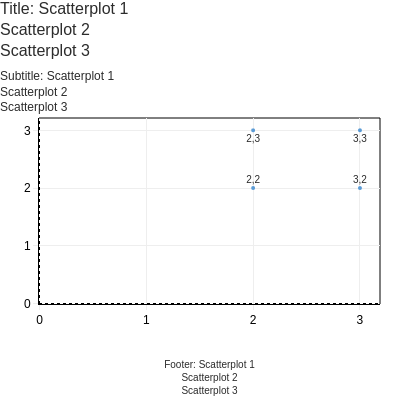 Title: Scatterplot 1
Scatterplot 2
Scatterplot 3
Subtitle: Scatterplot 1
Scatterplot 2
Scatterplot 3
3
2,3
3,3
2
2,2
3,2
1
0
0 1 2 3
Footer: Scatterplot 1
Scatterplot 2
Scatterplot 3